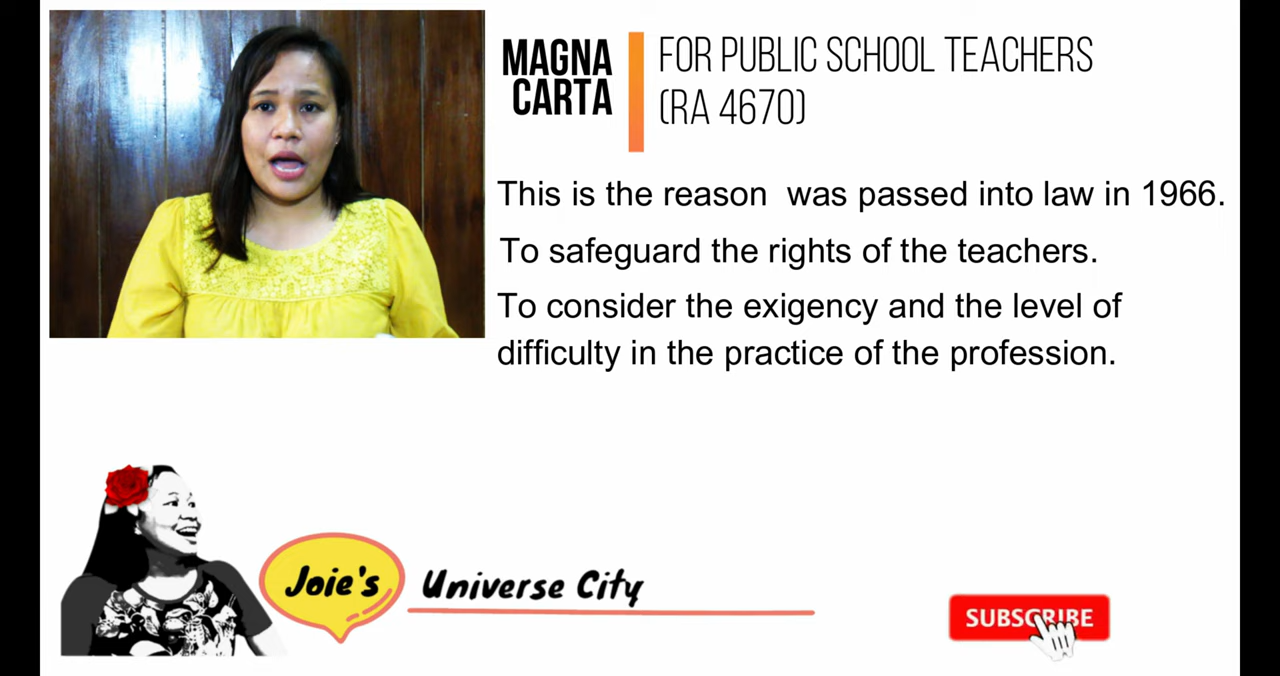 MAGNA
CARTA
FOR PUBLIC SCHOOL TEACHERS
(RA 4670)
This is the reason  was passed into law in 1966.
To safeguard the rights of the teachers.
To consider the exigency and the level of
difficulty in the practice of the profession.
Joie's
Universe City
SUBSCRIBE